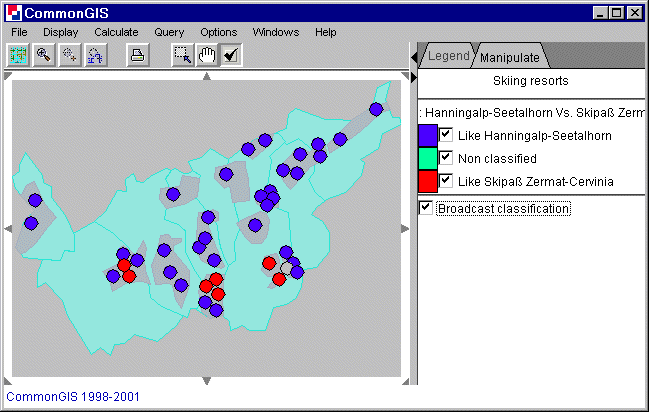 CommonGIS
File Display Calculate Query Options Windows Help
Legend Manipulate
Skiing resorts
: Hanningalp-Seetalhorn Vs. Skipaß Zerm
Like Hanningalp-Seetalhorn
Non classified
Like Skipaß Zermat-Cervinia
Broadcast classification
CommonGIS 1998-2001